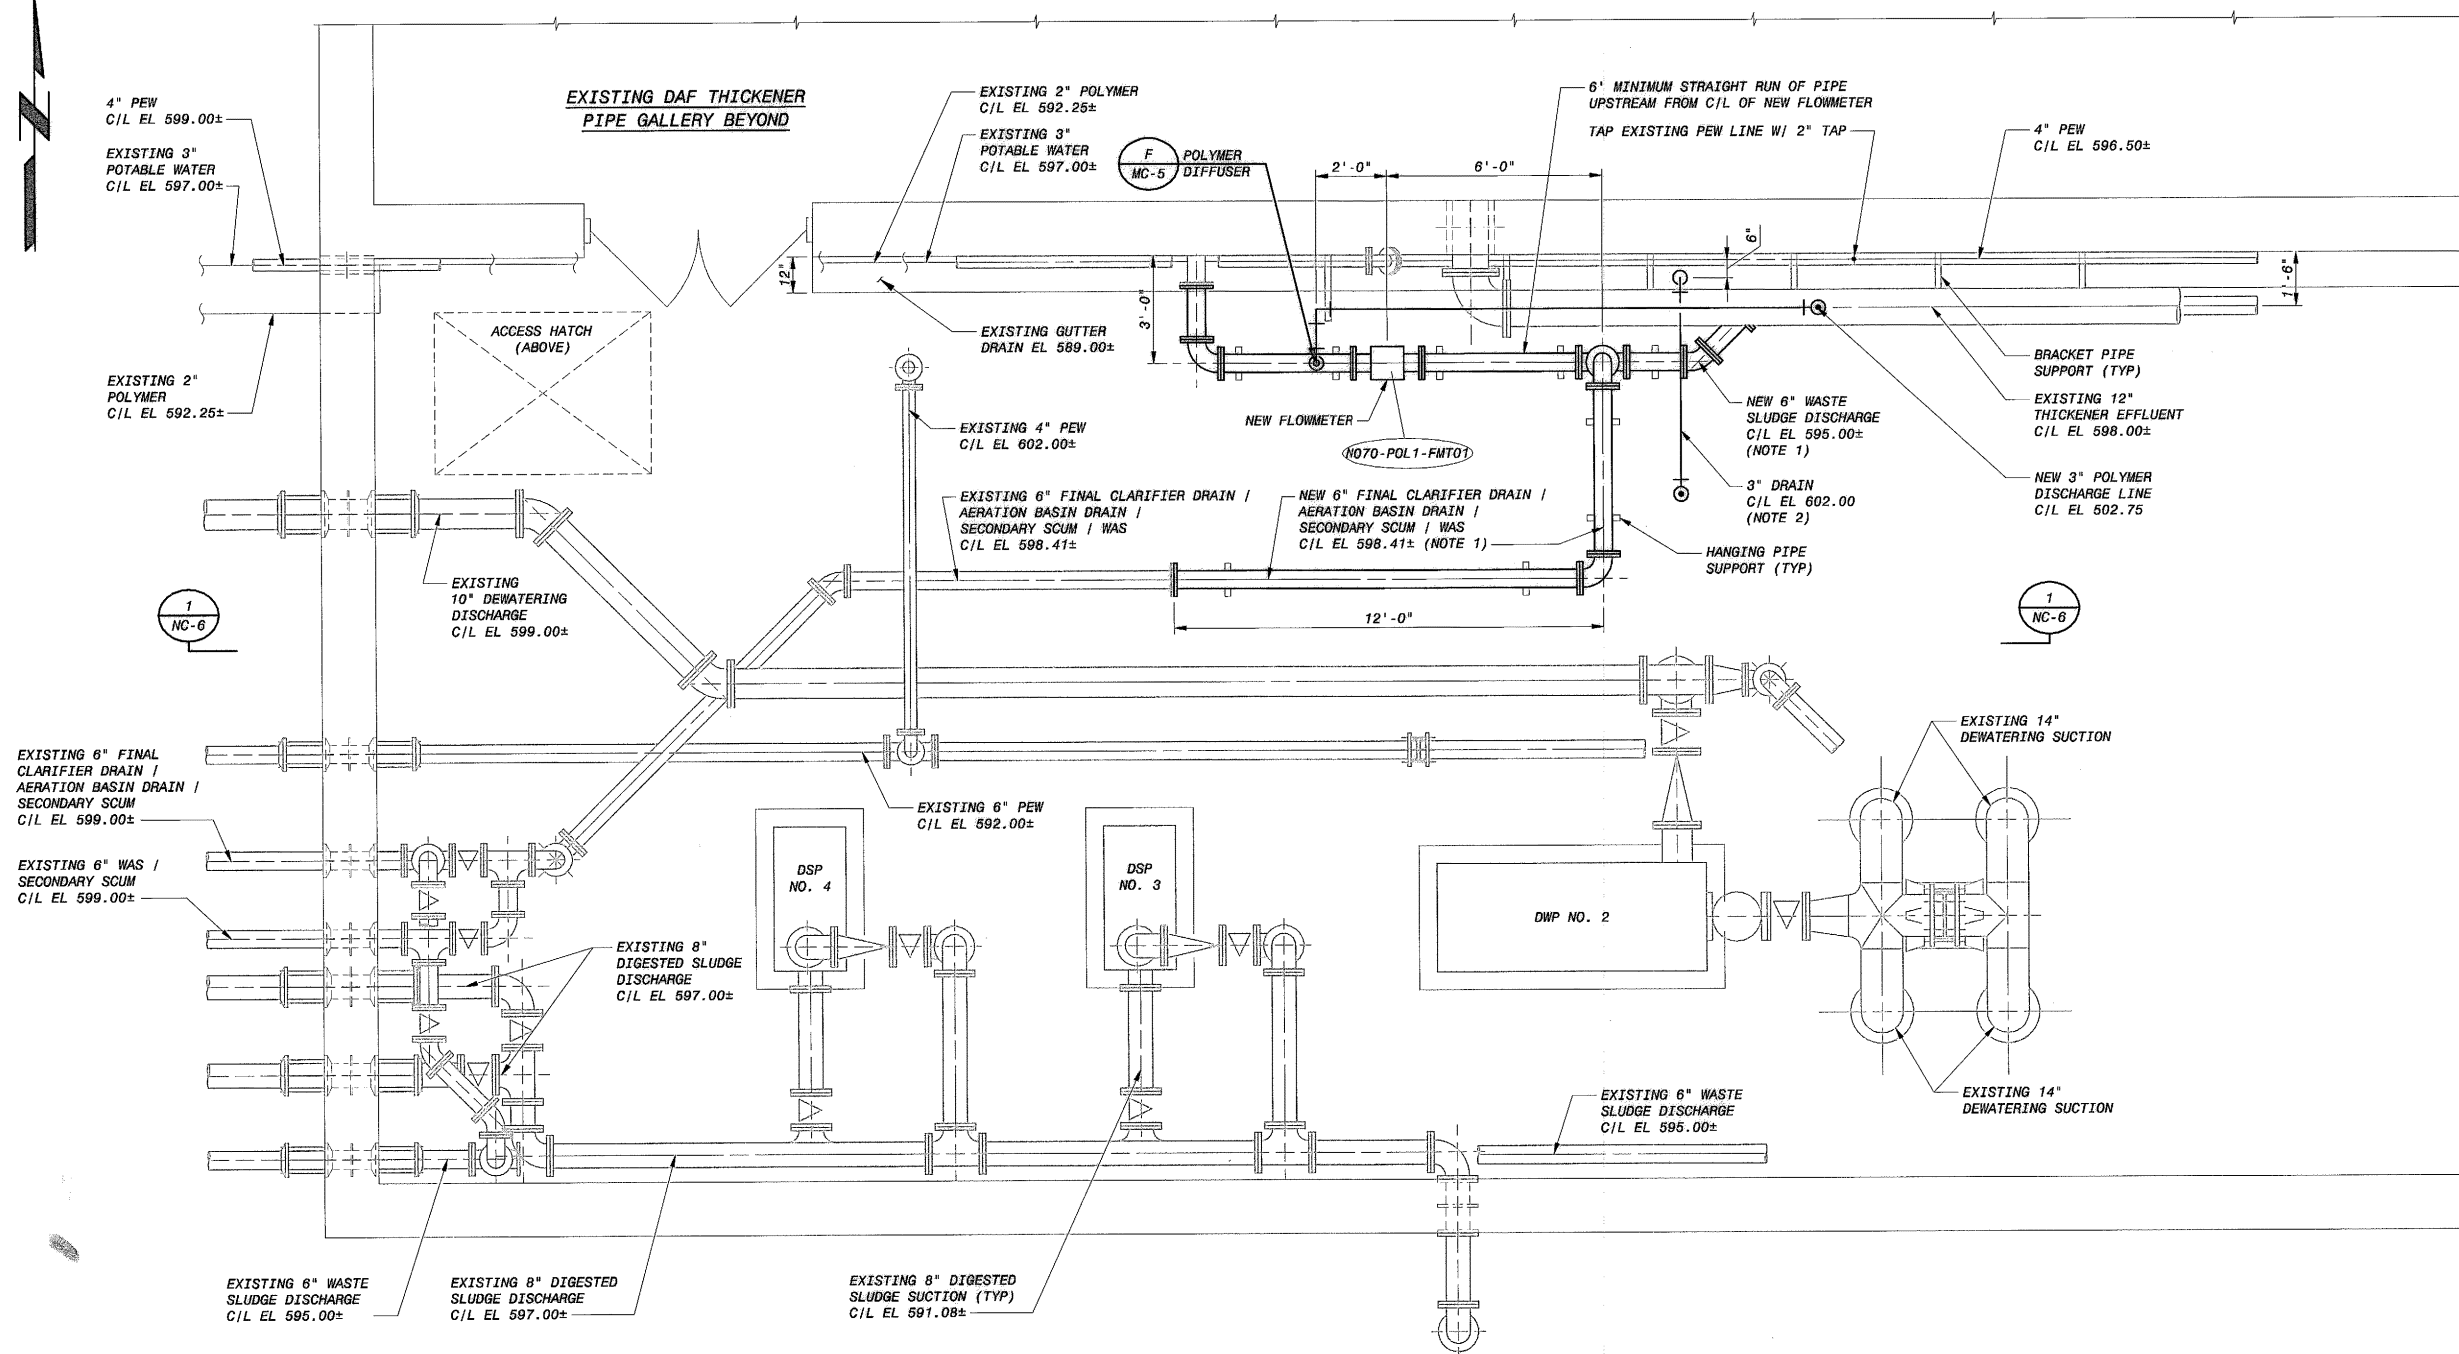 EXISTING DAF THICKENER
PIPE GALLERY BEYOND
4" PEW
C/L EL 599.00±
EXISTING 3"
POTABLE WATER
C/L EL 597.00±
EXISTING 2"
POLYMER
C/L EL 592.25±
ACCESS HATCH
(ABOVE)
12"
EXISTING 2" POLYMER
C/L EL 592.25±
EXISTING 3"
POTABLE WATER
C/L EL 597.00±
F
MC-5
POLYMER
DIFFUSER
EXISTING GUTTER
DRAIN EL 589.00±
3'-0"
2'-0"
6'-0"
6' MINIMUM STRAIGHT RUN OF PIPE
UPSTREAM FROM C/L OF NEW FLOWMETER
TAP EXISTING PEW LINE W/ 2" TAP
4" PEW
C/L EL 596.50±
6"
1'-6"
BRACKET PIPE
SUPPORT (TYP)
EXISTING 12"
THICKENER EFFLUENT
C/L EL 598.00±
NEW 3" POLYMER
DISCHARGE LINE
C/L EL 502.75
NEW 6" WASTE
SLUDGE DISCHARGE
C/L EL 595.00±
(NOTE 1)
3" DRAIN
C/L EL 602.00
(NOTE 2)
HANGING PIPE
SUPPORT (TYP)
NEW FLOWMETER
N070-POL1-FMT01
EXISTING 4" PEW
C/L EL 602.00±
EXISTING 6" FINAL CLARIFIER DRAIN /
AERATION BASIN DRAIN /
SECONDARY SCUM / WAS
C/L EL 598.41±
NEW 6" FINAL CLARIFIER DRAIN /
AERATION BASIN DRAIN /
SECONDARY SCUM / WAS
C/L EL 598.41± (NOTE 1)
12'-0"
EXISTING
10" DEWATERING
DISCHARGE
C/L EL 599.00±
1
NC-6
1
NC-6
EXISTING 6" FINAL
CLARIFIER DRAIN /
AERATION BASIN DRAIN /
SECONDARY SCUM
C/L EL 599.00±
EXISTING 6" WAS /
SECONDARY SCUM
C/L EL 599.00±
EXISTING 6" PEW
C/L EL 592.00±
EXISTING 14"
DEWATERING SUCTION
DSP
NO. 4
DSP
NO. 3
DWP NO. 2
EXISTING 8"
DIGESTED SLUDGE
DISCHARGE
C/L EL 597.00±
EXISTING 14"
DEWATERING SUCTION
EXISTING 6" WASTE
SLUDGE DISCHARGE
C/L EL 595.00±
EXISTING 6" WASTE
SLUDGE DISCHARGE
C/L EL 595.00±
EXISTING 8" DIGESTED
SLUDGE DISCHARGE
C/L EL 597.00±
EXISTING 8" DIGESTED
SLUDGE SUCTION (TYP)
C/L EL 591.08±
N